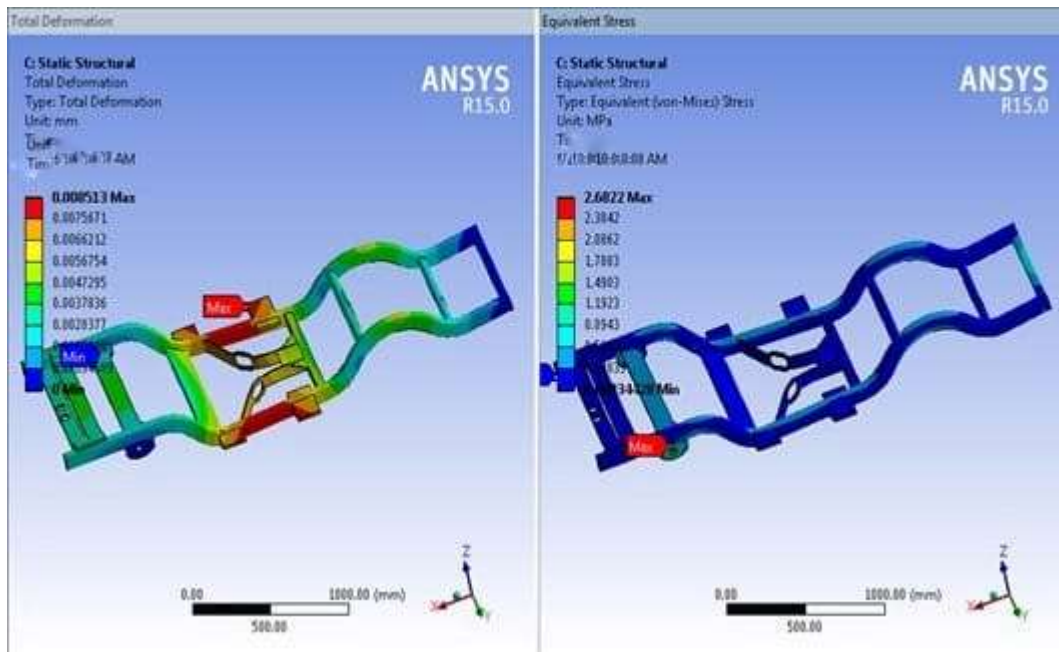 Total Deformation
C: Static Structural
Total Deformation
Type: Total Deformation
Unit: mm
AM
ANSYS
R15.0
0.008513 Max
0.0075671
0.0066212
0.0056754
0.0047295
0.0037836
0.0028377
Min
Max
Min
0.00
1000.00 (mm)
500.00
Z
X
Y
Equivalent Stress
C: Static Structural
Equivalent Stress
Type: Equivalent (von-Mises) Stress
Unit: MPa
AM
ANSYS
R15.0
2.6822 Max
2.3842
2.0862
1.7883
1.4903
1.1923
0.8943
Min
Max
0.00
1000.00 (mm)
500.00
Z
X
Y